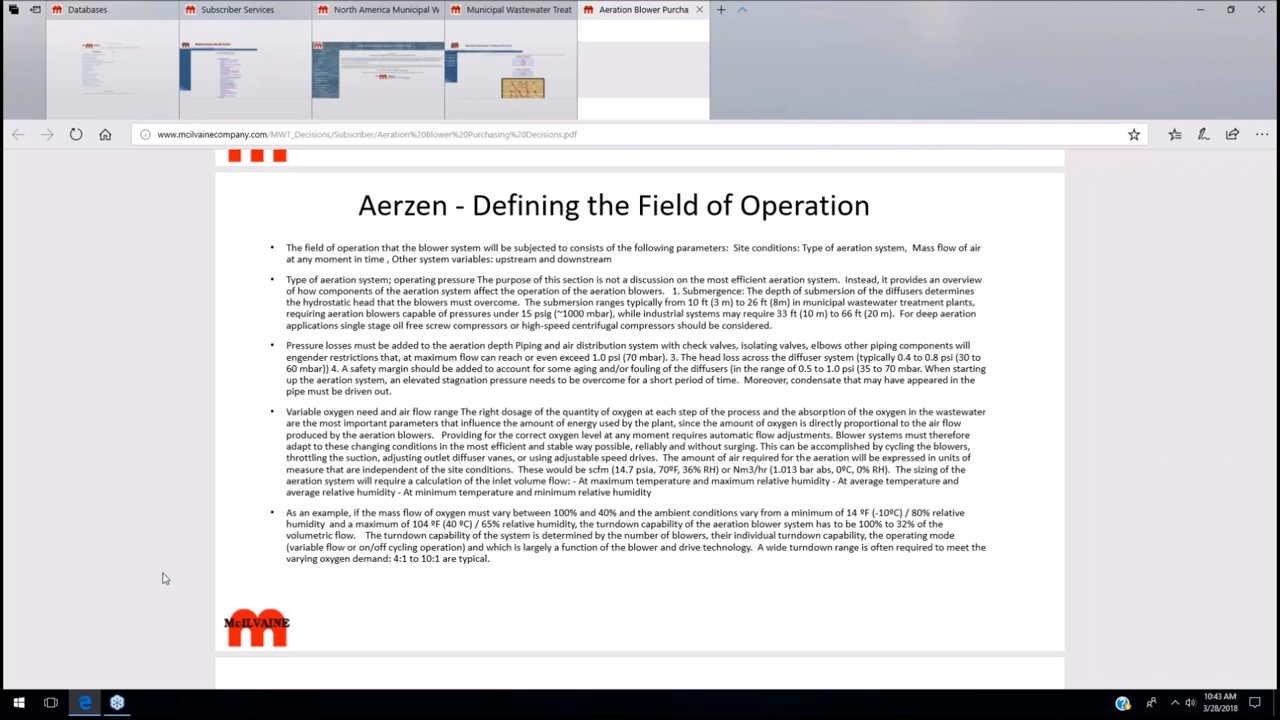 Databases
Subscriber Services
North America Municipal W
Municipal Wastewater Treat
Aeration Blower Purcha
www.mcilvainecompany.com/MWT_Decisions/Subscriber/Aeration%20Blower%20Purchasing%20Decisions.pdf
Aerzen - Defining the Field of Operation
• The field of operation that the blower system will be subjected to consists of the following parameters: Site conditions: Type of aeration system, Mass flow of air
at any moment in time , Other system variables: upstream and downstream
• Type of aeration system; operating pressure The purpose of this section is not a discussion on the most efficient aeration system. Instead, it provides an overview
of how components of the aeration system affect the operation of the aeration blowers. 1. Submergence: The depth of submersion of the diffusers determines
the hydrostatic head that the blowers must overcome. The submersion ranges typically from 10 ft (3 m) to 26 ft (8m) in municipal wastewater treatment plants,
requiring aeration blowers capable of pressures under 15 psig (~1000 mbar), while industrial systems may require 33 ft (10 m) to 66 ft (20 m). For deep aeration
applications single stage oil free screw compressors or high-speed centrifugal compressors should be considered.
• Pressure losses must be added to the aeration depth Piping and air distribution system with check valves, isolating valves, elbows other piping components will
engender restrictions that, at maximum flow can reach or even exceed 1.0 psi (70 mbar). 3. The head loss across the diffuser system (typically 0.4 to 0.8 psi (30 to
60 mbar)) 4. A safety margin should be added to account for some aging and/or fouling of the diffusers (in the range of 0.5 to 1.0 psi (35 to 70 mbar. When starting
up the aeration system, an elevated stagnation pressure needs to be overcome for a short period of time. Moreover, condensate that may have appeared in the
pipe must be driven out.
• Variable oxygen need and air flow range The right dosage of the quantity of oxygen at each step of the process and the absorption of the oxygen in the wastewater
are the most important parameters that influence the amount of energy used by the plant, since the amount of oxygen is directly proportional to the air flow
produced by the aeration blowers. Providing for the correct oxygen level at any moment requires automatic flow adjustments. Blower systems must therefore
adapt to these changing conditions in the most efficient and stable way possible, reliably and without surging. This can be accomplished by cycling the blowers,
throttling the suction, adjusting outlet diffuser vanes, or using adjustable speed drives. The amount of air required for the aeration will be expressed in units of
measure that are independent of the site conditions. These would be scfm (14.7 psia, 70ºF, 36% RH) or Nm3/hr (1.013 bar abs, 0ºC, 0% RH). The sizing of the
aeration system will require a calculation of the inlet volume flow: - At maximum temperature and maximum relative humidity - At average temperature and
average relative humidity - At minimum temperature and minimum relative humidity
• As an example, if the mass flow of oxygen must vary between 100% and 40% and the ambient conditions vary from a minimum of 14 ºF (-10ºC) / 80% relative
humidity and a maximum of 104 ºF (40 ºC) / 65% relative humidity, the turndown capability of the aeration blower system has to be 100% to 32% of the
volumetric flow. The turndown capability of the system is determined by the number of blowers, their individual turndown capability, the operating mode
(variable flow or on/off cycling operation) and which is largely a function of the blower and drive technology. A wide turndown range is often required to meet the
varying oxygen demand: 4:1 to 10:1 are typical.
McILVAINE
10:43 AM
3/28/2018